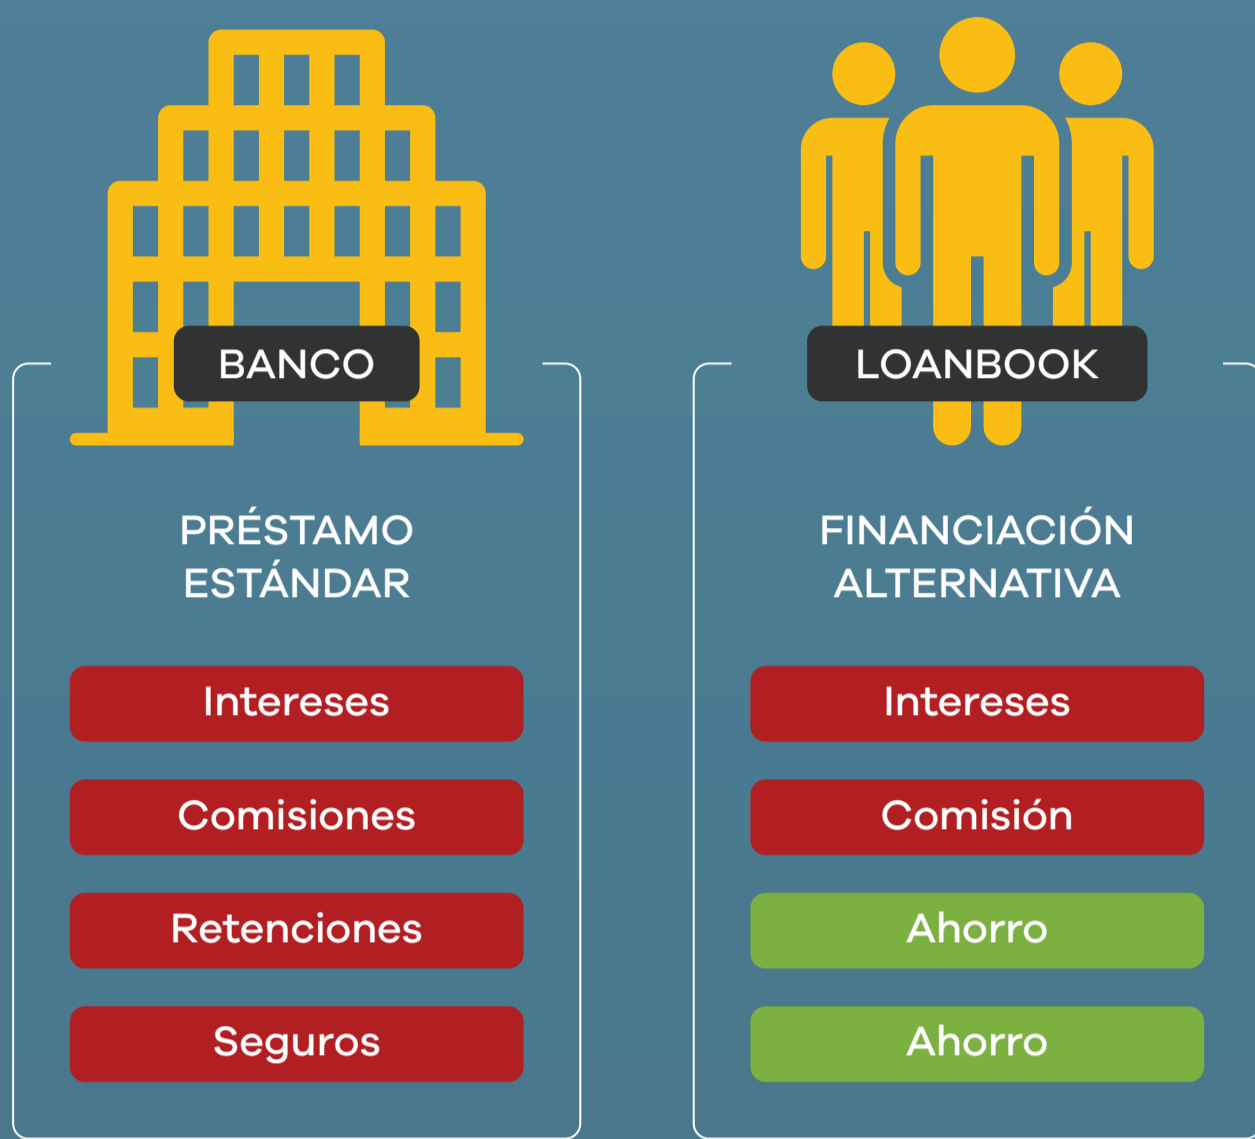 BANCO
PRÉSTAMO
ESTÁNDAR
Intereses
Comisiones
Retenciones
Seguros
LOANBOOK
FINANCIACIÓN
ALTERNATIVA
Intereses
Comisión
Ahorro
Ahorro